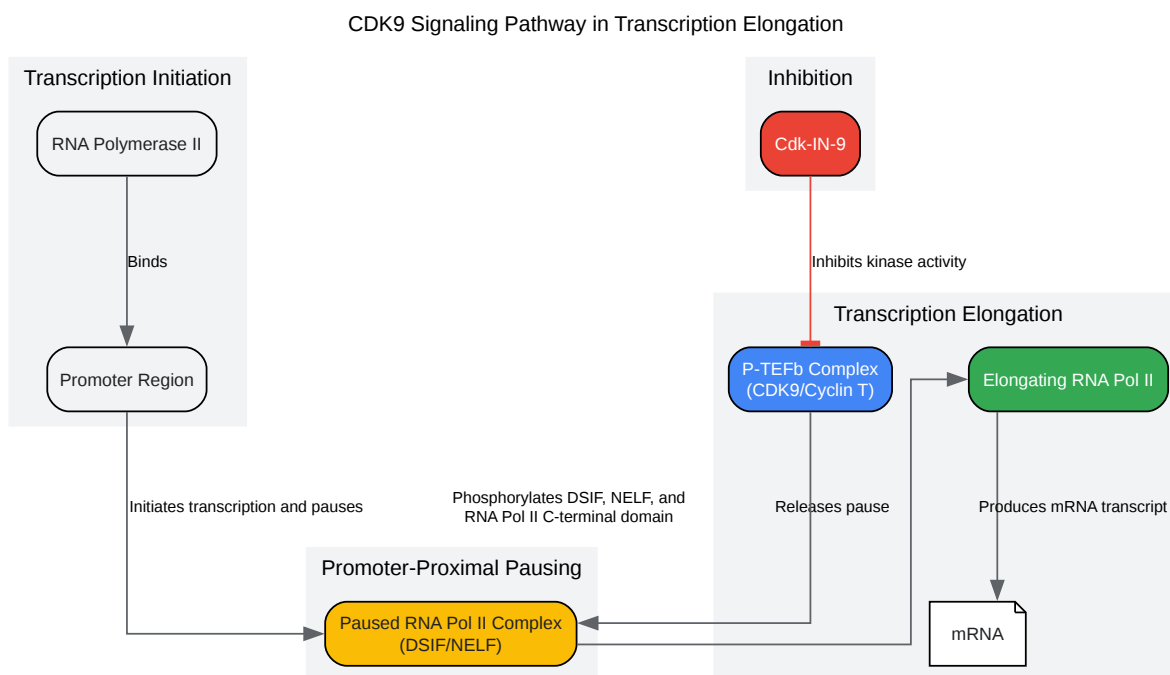 CDK9 Signaling Pathway in Transcription Elongation
Transcription Initiation
RNA Polymerase II
Binds
Promoter Region
Initiates transcription and pauses
Inhibition
Cdk-IN-9
Inhibits kinase activity
Transcription Elongation
P-TEFb Complex
(CDK9/Cyclin T)
Elongating RNA Pol II
Phosphorylates DSIF, NELF, and
RNA Pol II C-terminal domain
Releases pause
Produces mRNA transcript
Promoter-Proximal Pausing
Paused RNA Pol II Complex
(DSIF/NELF)
mRNA